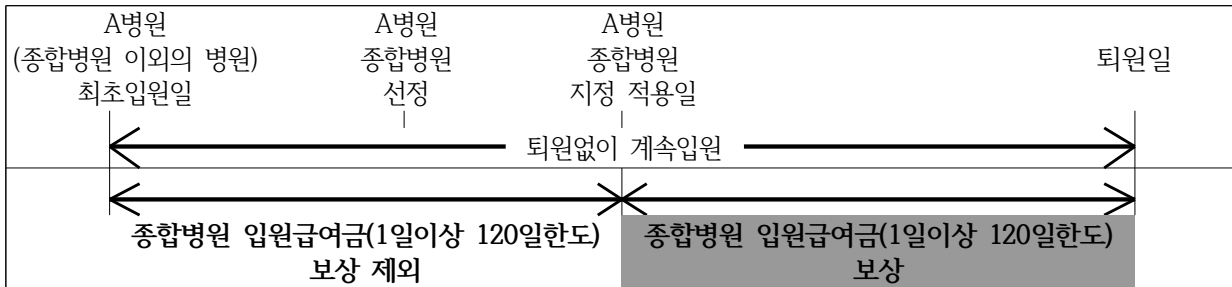 A병원
(종합병원 이외의 병원)
최초입원일
A병원
종합병원
선정
A병원
종합병원
지정 적용일
퇴원일
퇴원없이 계속입원
종합병원 입원급여금(1일이상 120일한도)
보상 제외
종합병원 입원급여금(1일이상 120일한도)
보상